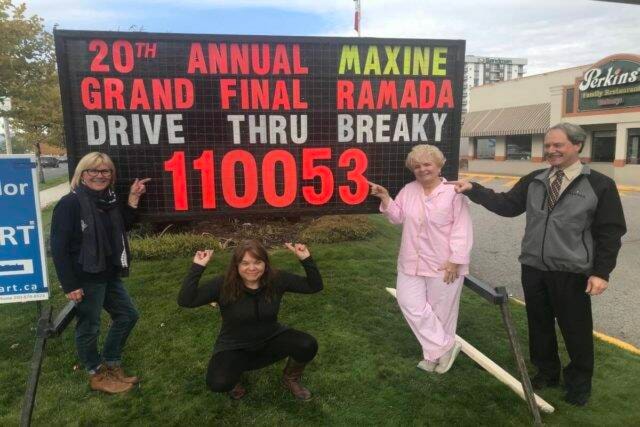 20TH ANNUAL MAXINE
GRAND FINAL RAMADA
DRIVE THRU BREAKY
110053
Perkins
Family Restaurant